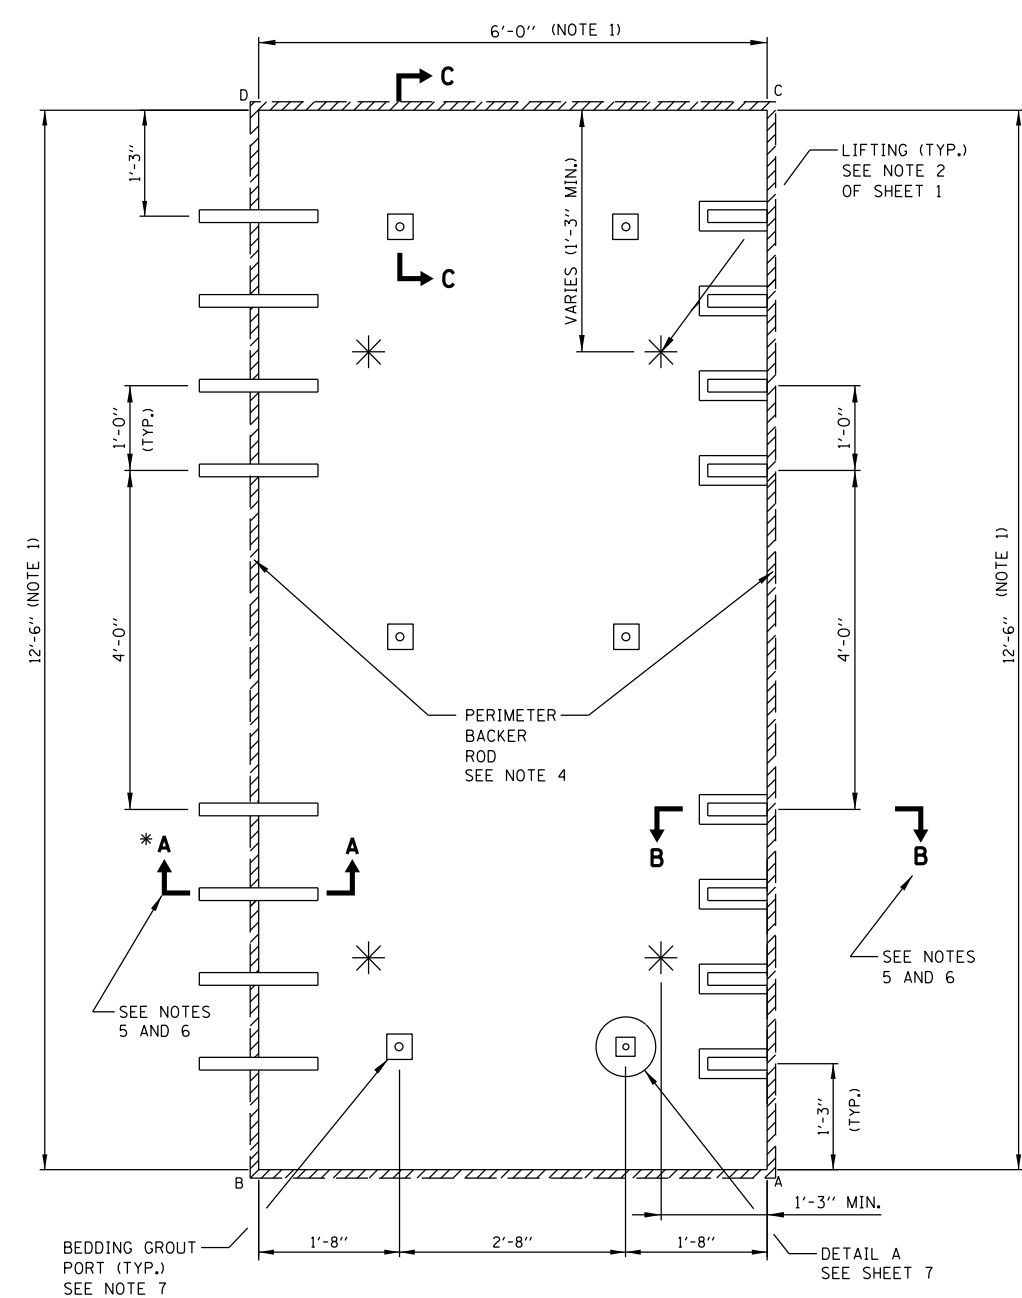 6'-0" (NOTE 1)
D
C
C
1'-3"
LIFTING (TYP.)
SEE NOTE 2
OF SHEET 1
VARIES (1'-3" MIN.)
C
1'-0"
(TYP.)
1'-0"
12'-6" (NOTE 1)
4'-0"
4'-0"
12'-6" (NOTE 1)
PERIMETER
BACKER
ROD
SEE NOTE 4
* A
A
B
B
SEE NOTES
5 AND 6
SEE NOTES
5 AND 6
1'-3"
(TYP.)
B
A
1'-3" MIN.
1'-8"
2'-8"
1'-8"
BEDDING GROUT
PORT (TYP.)
SEE NOTE 7
DETAIL A
SEE SHEET 7